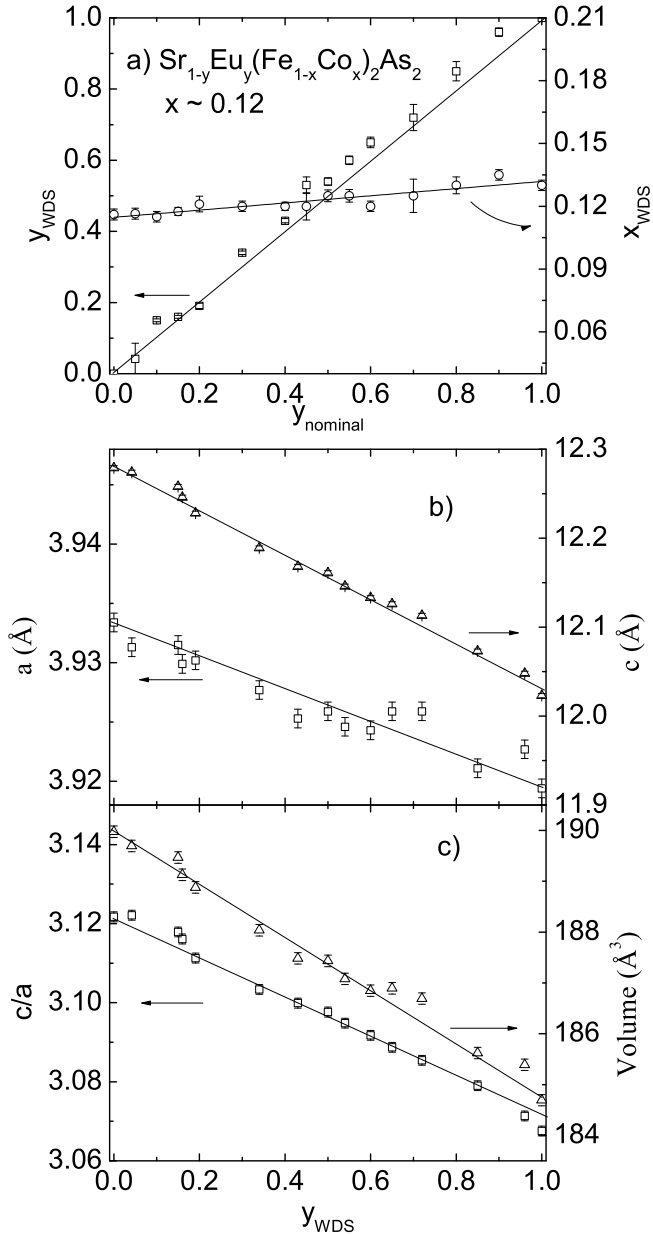 a) Sr1-yEuy(Fe1-xCox)2As2
x ~ 0.12
1.0
0.8
0.6
0.4
0.2
0.0
yWDS
0.21
0.18
0.15
0.12
0.09
0.06
xWDS
0.0 0.2 0.4 0.6 0.8 1.0
ynominal
b)
3.94
3.93
3.92
a (Å)
12.3
12.2
12.1
12.0
11.9
c (Å)
c)
3.14
3.12
3.10
3.08
3.06
c/a
190
188
186
184
Volume (Å3)
0.0 0.2 0.4 0.6 0.8 1.0
yWDS